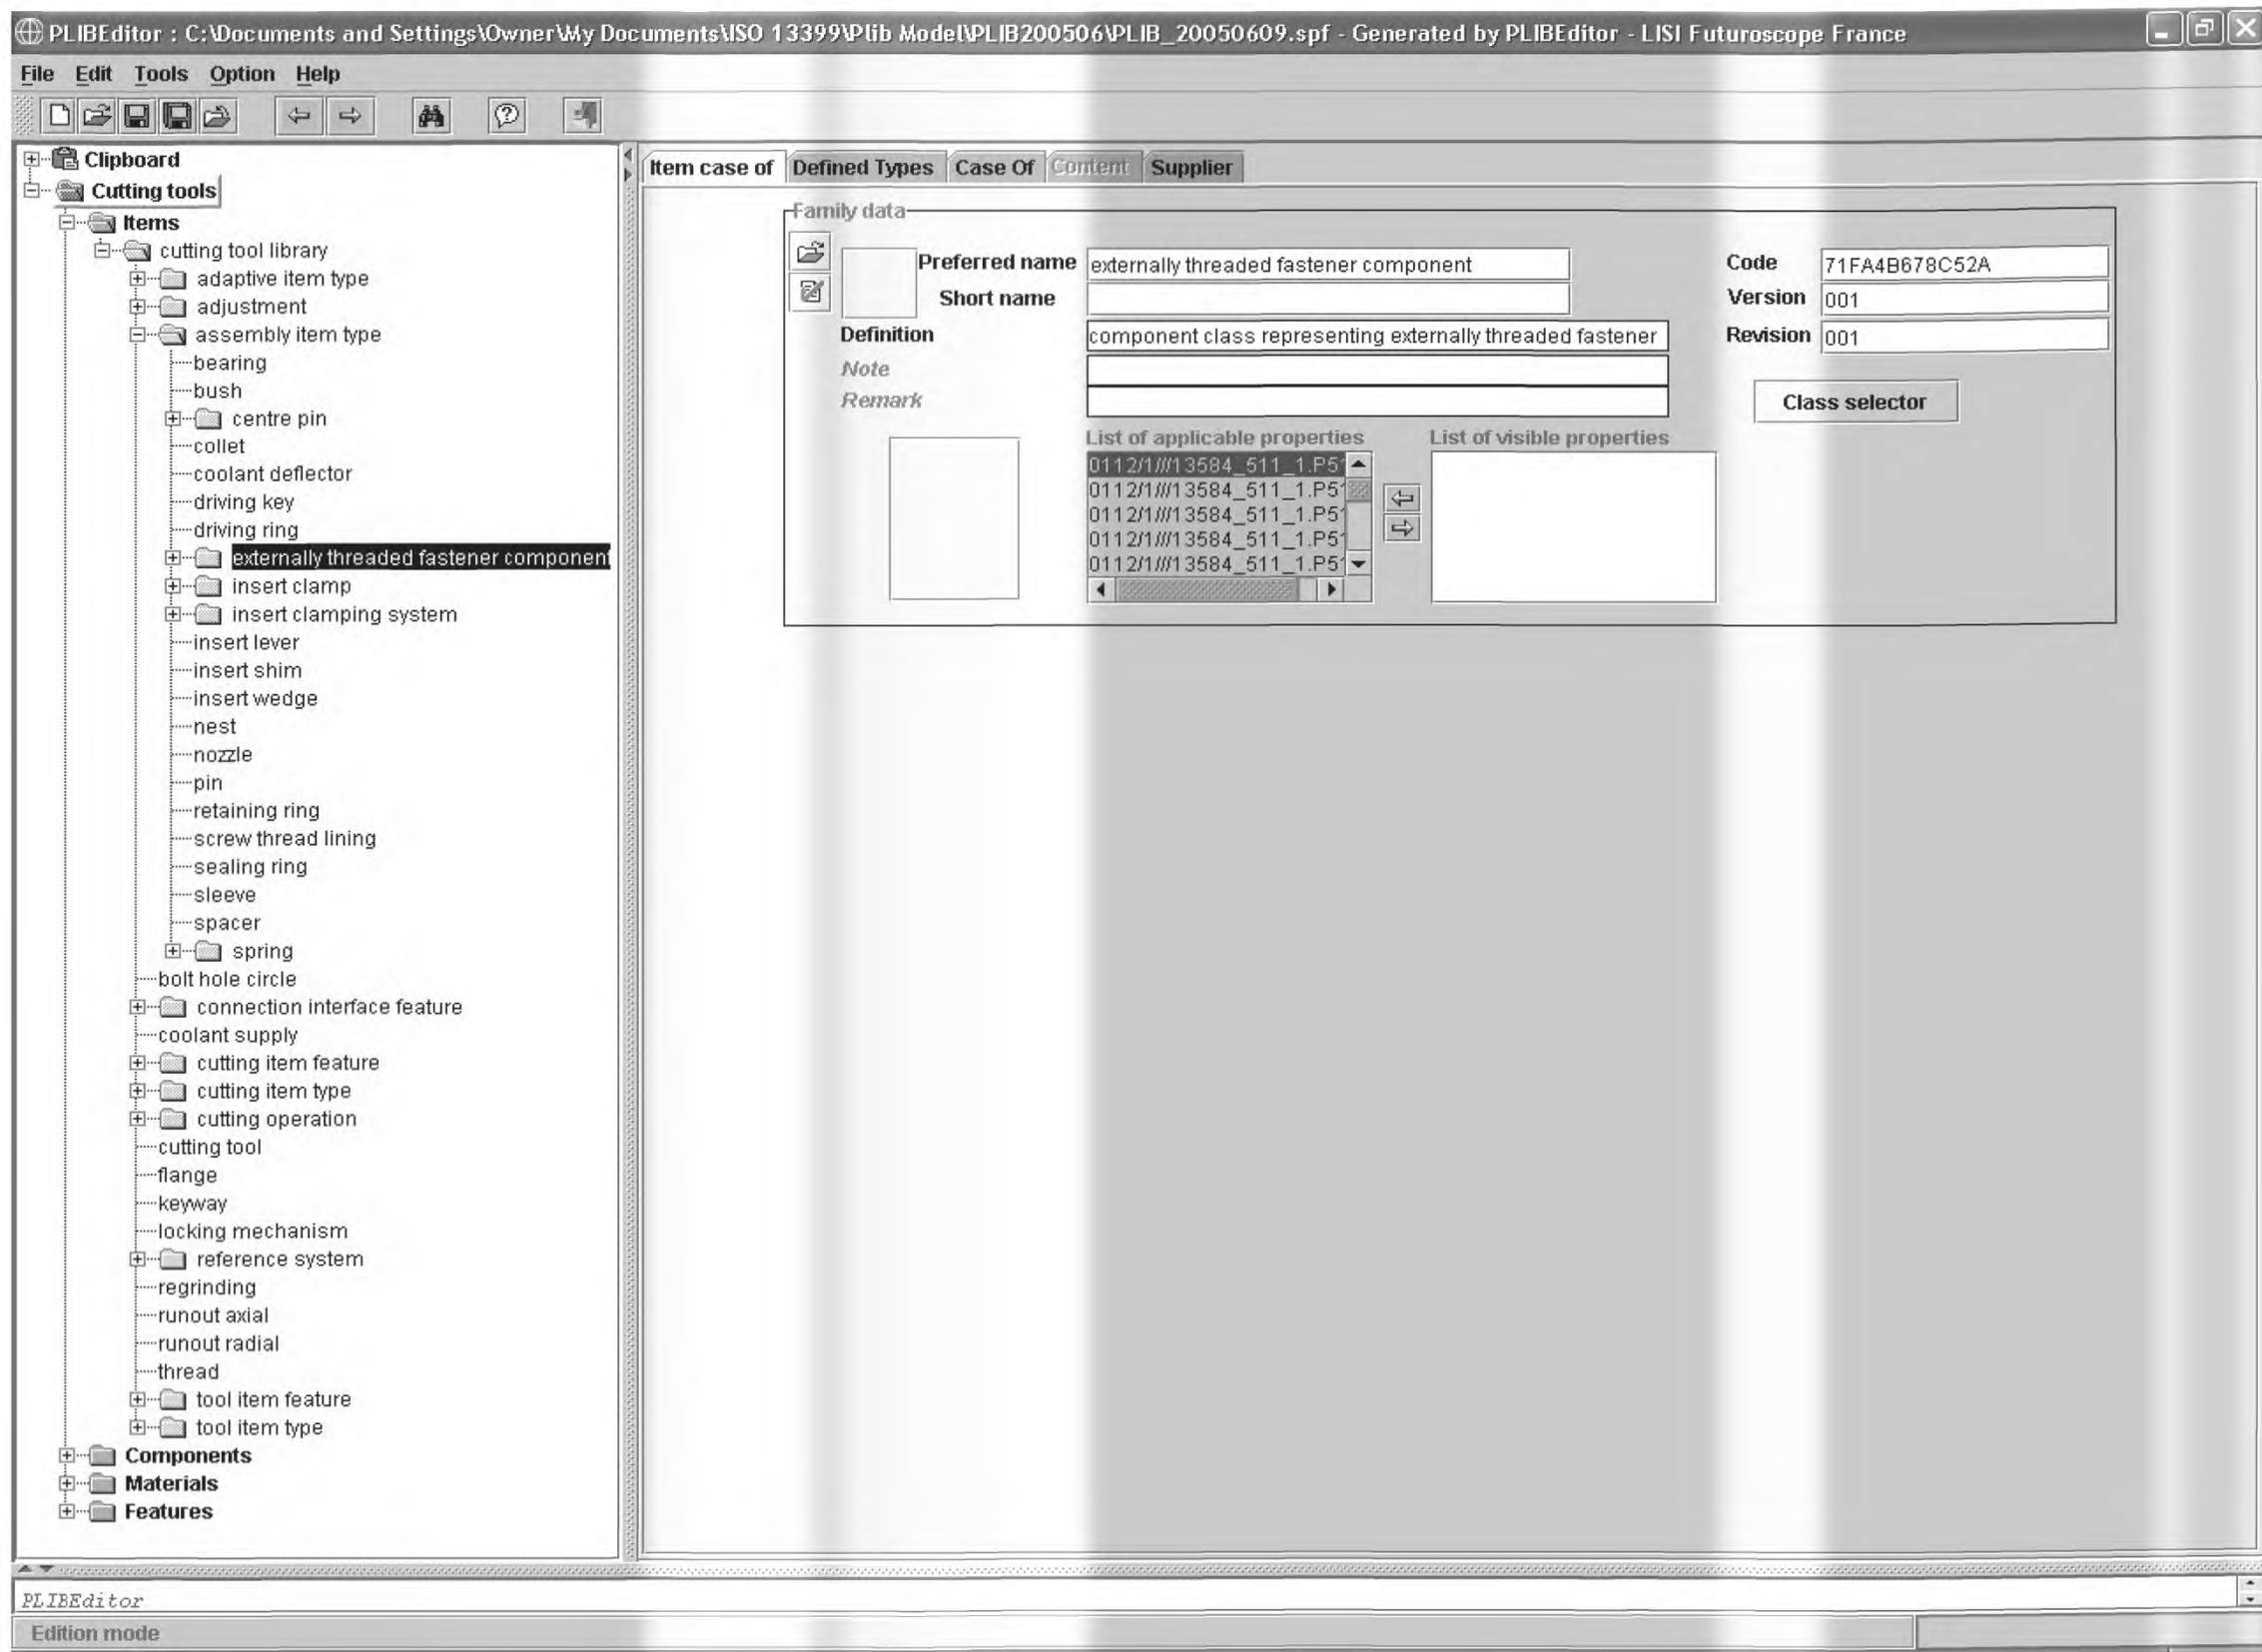 PLIBEditor : C:\Documents and Settings\Owner\My Documents\ISO 13399\Plib Model\PLIB200506\PLIB_20050609.spf - Generated by PLIBEditor - LISI Futuroscope France
File Edit Tools Option Help
Clipboard
Cutting tools
Items
cutting tool library
adaptive item type
adjustment
assembly item type
bearing
bush
centre pin
collet
coolant deflector
driving key
driving ring
externally threaded fastener component
insert clamp
insert clamping system
insert lever
insert shim
insert wedge
nest
nozzle
pin
retaining ring
screw thread lining
sealing ring
sleeve
spacer
spring
bolt hole circle
connection interface feature
coolant supply
cutting item feature
cutting item type
cutting operation
cutting tool
flange
keyway
locking mechanism
reference system
regrinding
runout axial
runout radial
thread
tool item feature
tool item type
Components
Materials
Features
Item case of Defined Types Case Of Content Supplier
Family data
Preferred name externally threaded fastener component Code 71FA4B678C52A
Short name Version 001
Definition component class representing externally threaded fastener Revision 001
Note
Remark
Class selector
List of applicable properties List of visible properties
0112/1///13584_511_1.P51
0112/1///13584_511_1.P51
0112/1///13584_511_1.P51
0112/1///13584_511_1.P51
0112/1///13584_511_1.P51
PLIBEditor
Edition mode